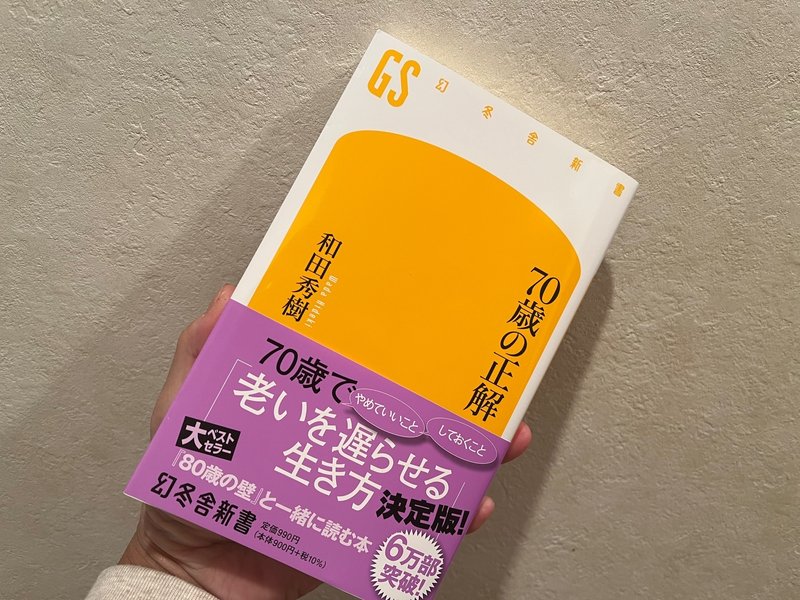 GS
幻冬舎新書
70歳の正解
和田秀樹
Wada Hideki
70歳で
やめていいこと
しておくこと
「老いを遅らせる
生き方」
決定版!
大ベスト
セラー
『80歳の壁』と一緒に読む本
幻冬舎新書
定価990円
(本体900円+税10%)
6万部
突破!